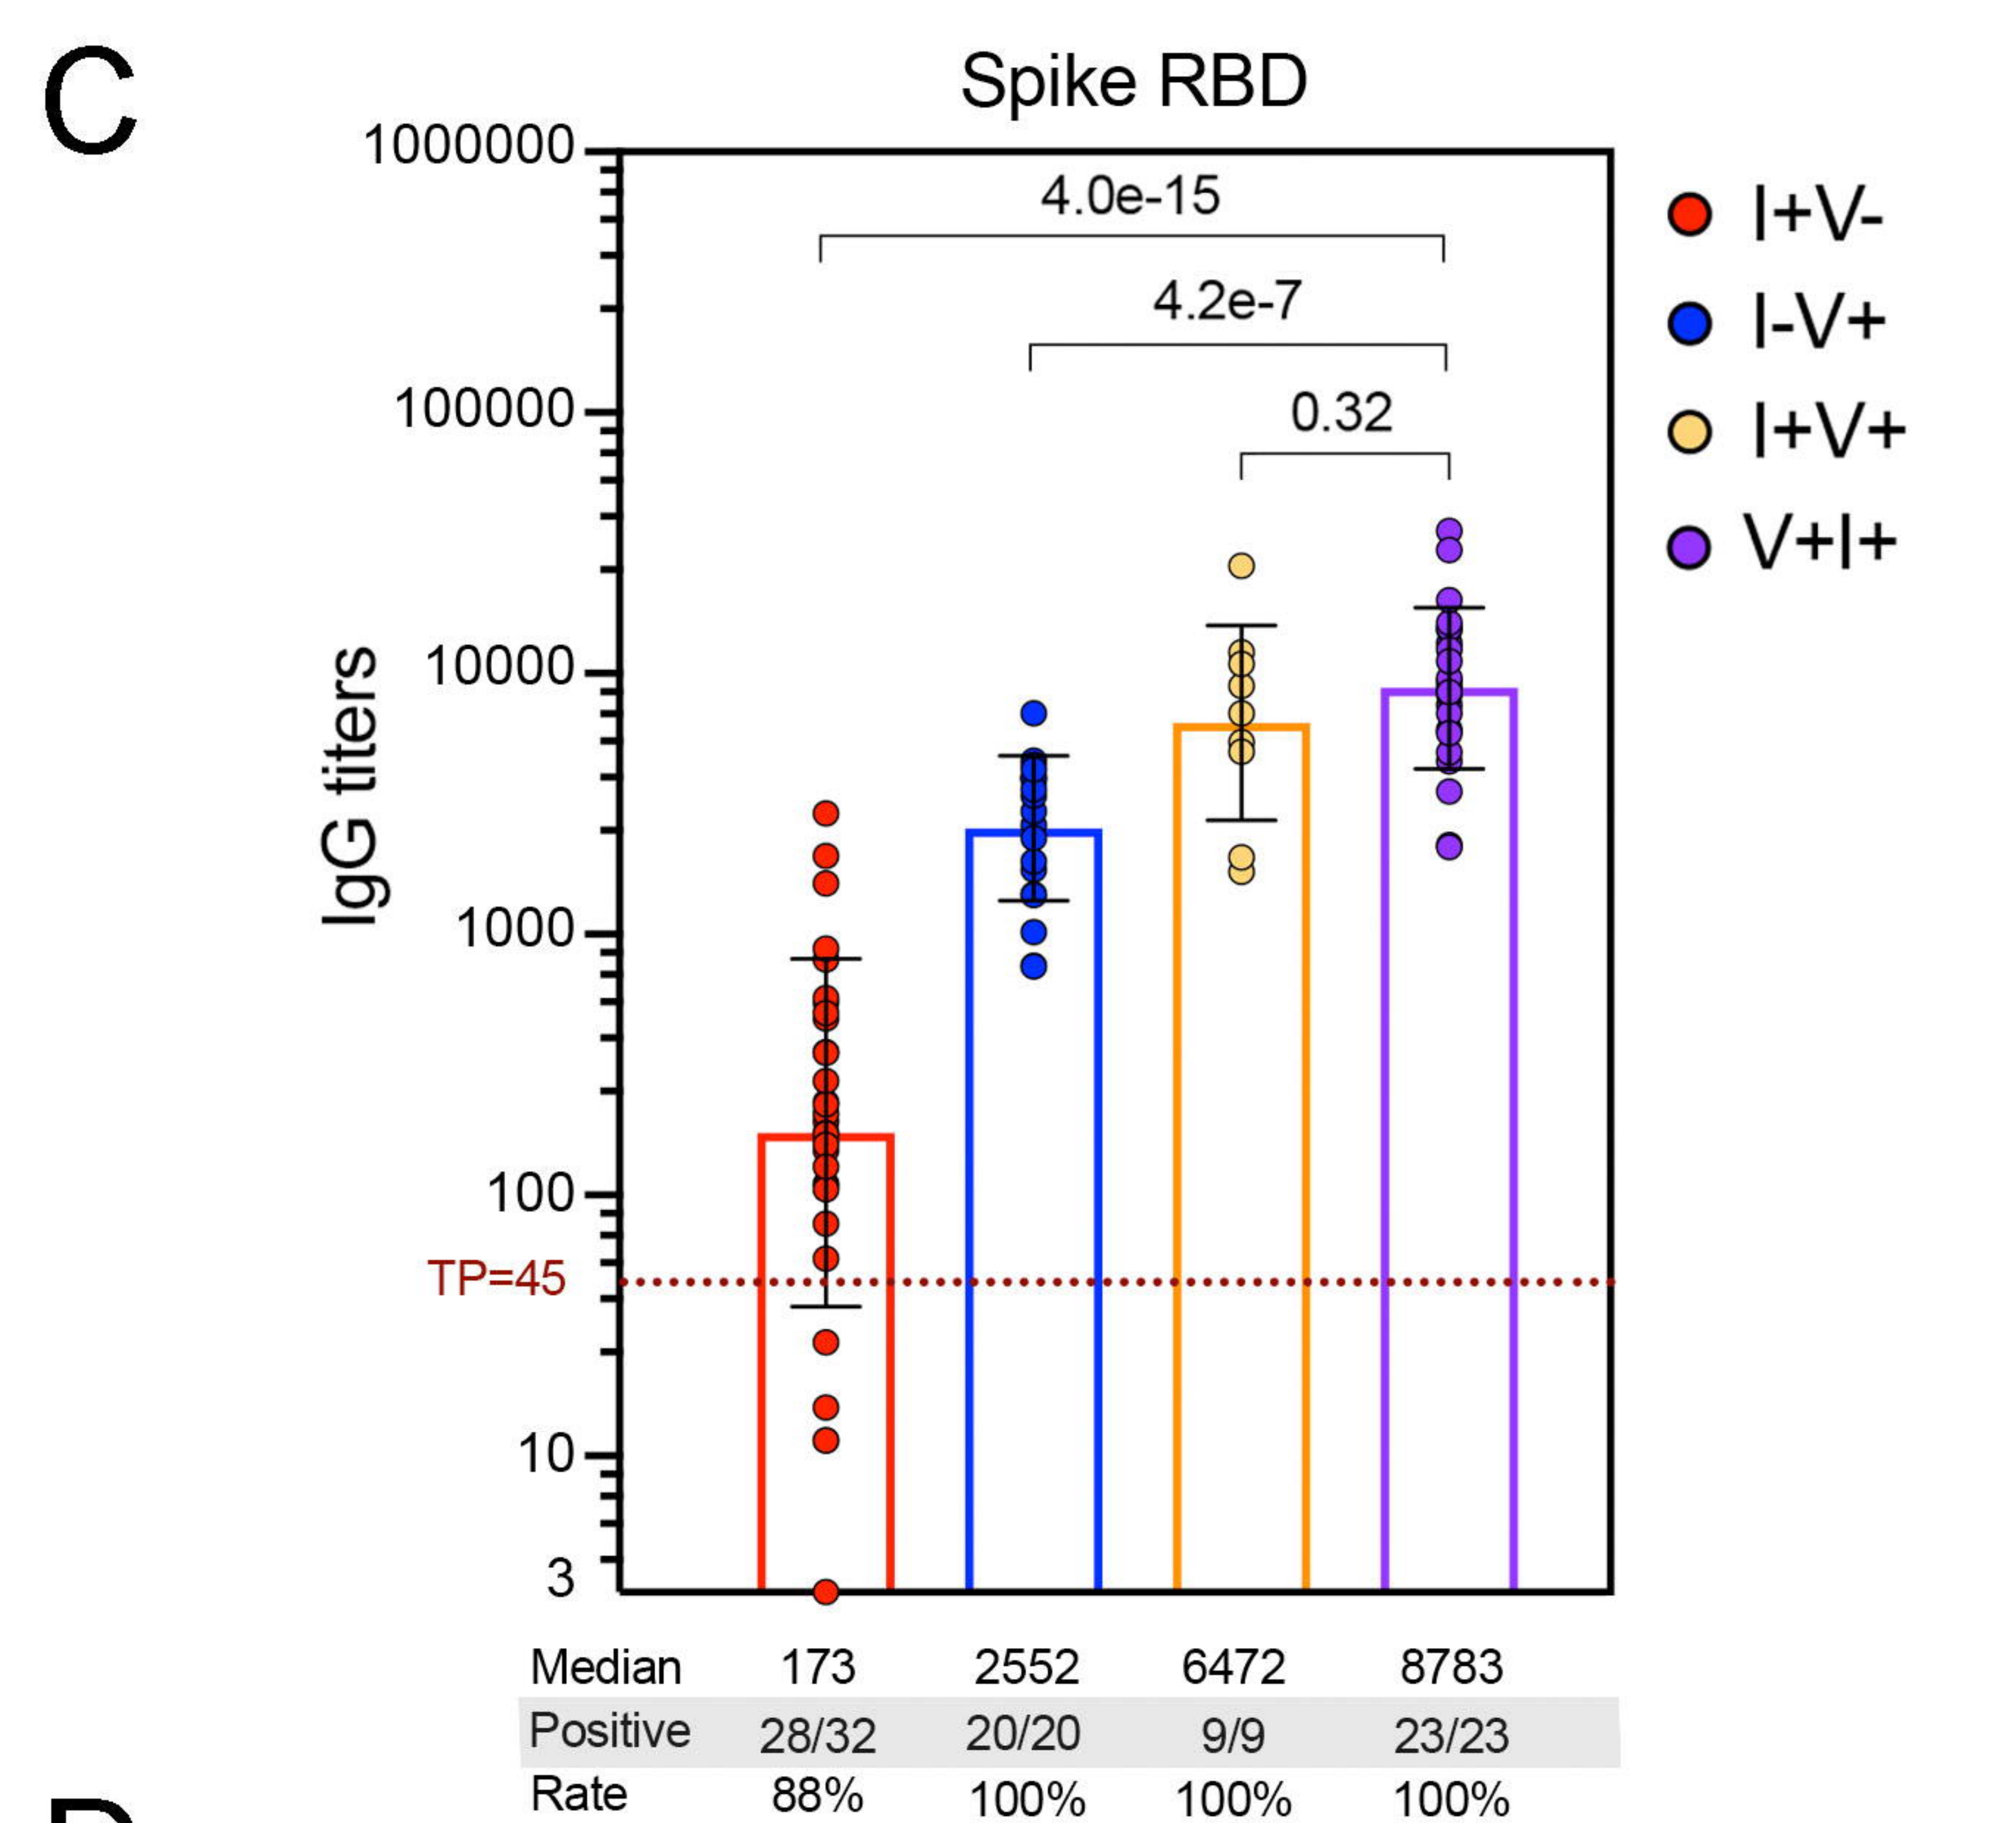 C
Spike RBD
1000000
100000
10000
1000
100
TP=45
10
3
IgG titers
4.0e-15
4.2e-7
0.32
I+V-
I-V+
I+V+
V+I+
Median 173 2552 6472 8783
Positive 28/32 20/20 9/9 23/23
Rate 88% 100% 100% 100%